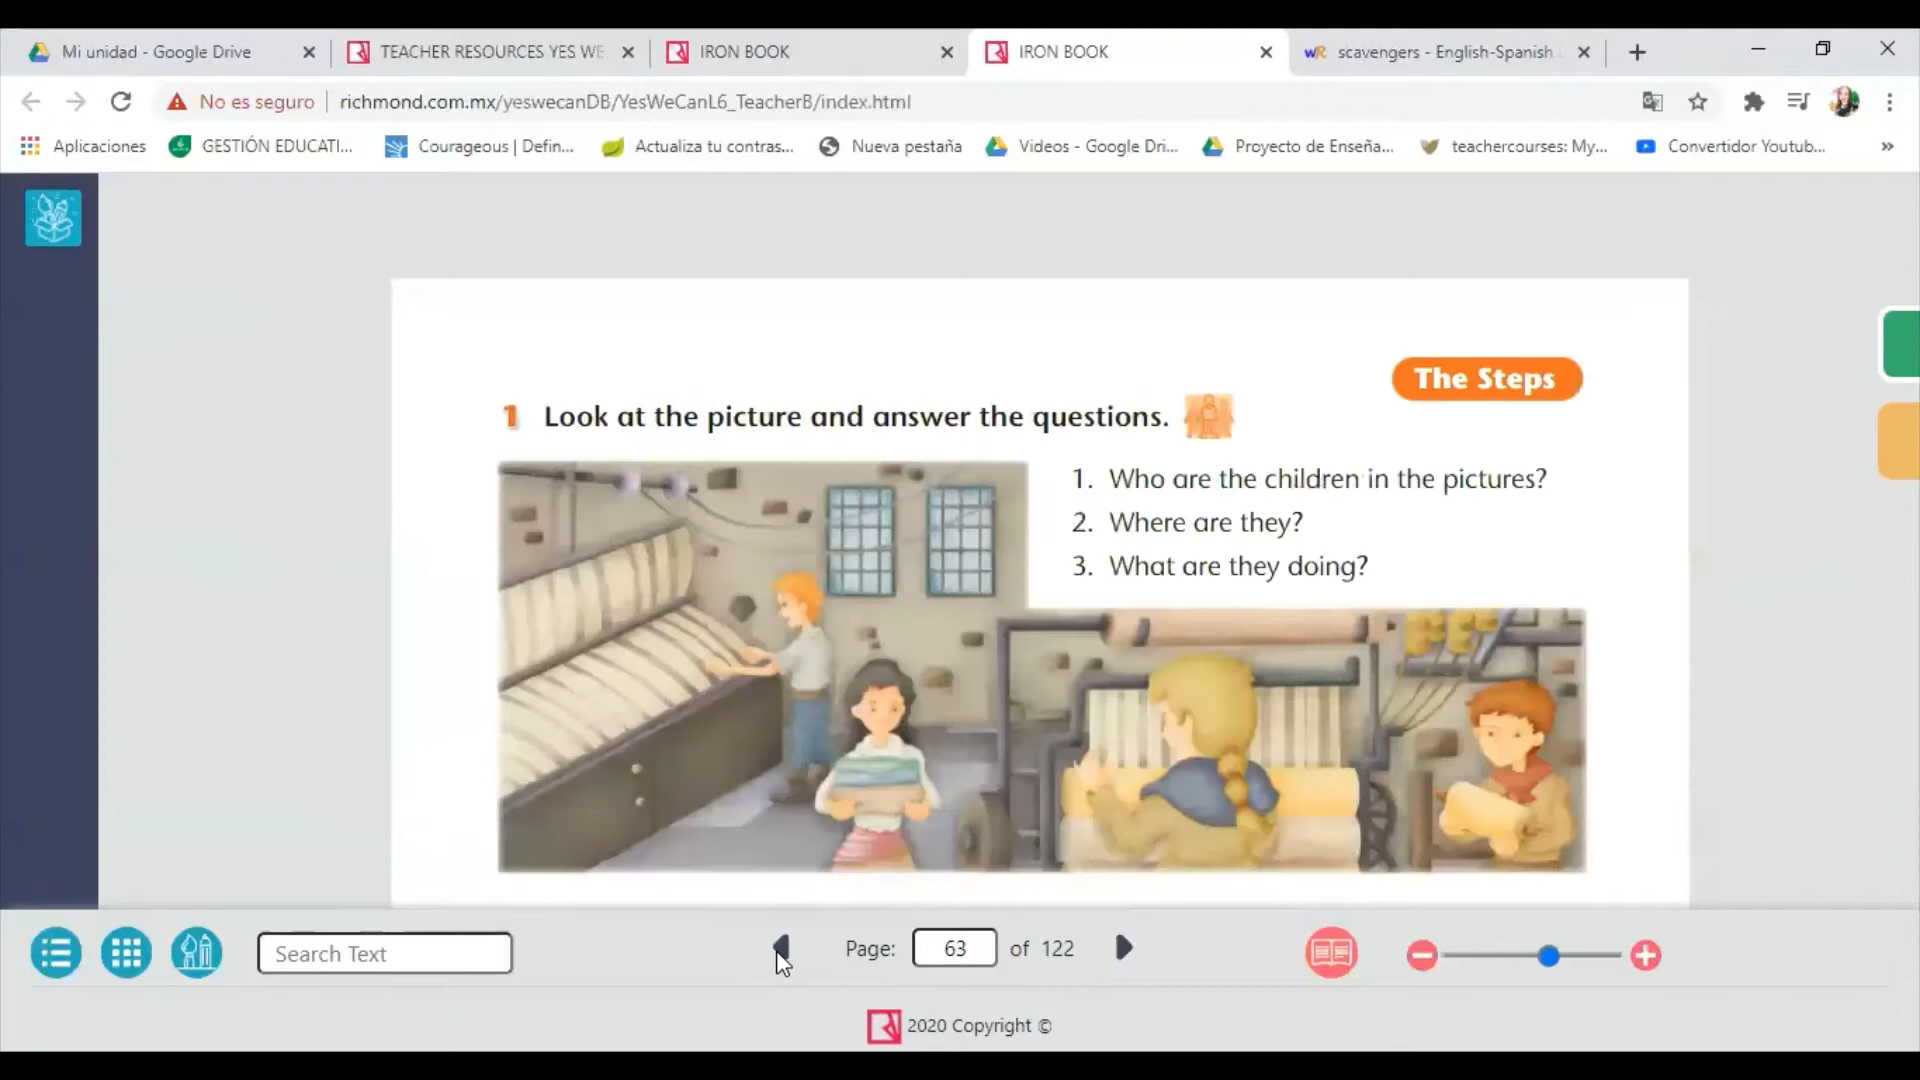 Mi unidad - Google Drive
TEACHER RESOURCES YES WE
IRON BOOK
IRON BOOK
wR scavengers - English-Spanish
No es seguro
richmond.com.mx/yeswecanDB/YesWeCanL6_TeacherB/index.html
Aplicaciones
GESTIÓN EDUCATI...
Courageous | Defin...
Actualiza tu contras...
Nueva pestaña
Videos - Google Dri...
Proyecto de Enseña...
teachercourses: My...
Convertidor Youtub...
The Steps
1 Look at the picture and answer the questions.
1. Who are the children in the pictures?
2. Where are they?
3. What are they doing?
Search Text
Page: 63 of 122
2020 Copyright ©